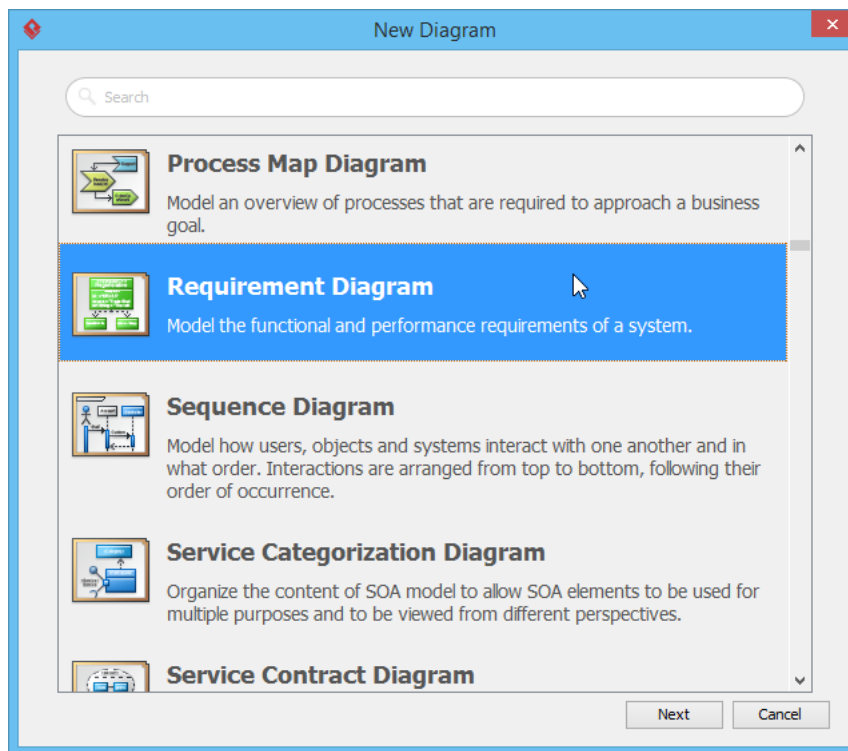 New Diagram
Search
Process Map Diagram
Model an overview of processes that are required to approach a business
goal.
Requirement Diagram
Model the functional and performance requirements of a system.
Sequence Diagram
Model how users, objects and systems interact with one another and in
what order. Interactions are arranged from top to bottom, following their
order of occurrence.
Service Categorization Diagram
Organize the content of SOA model to allow SOA elements to be used for
multiple purposes and to be viewed from different perspectives.
Service Contract Diagram
Next
Cancel